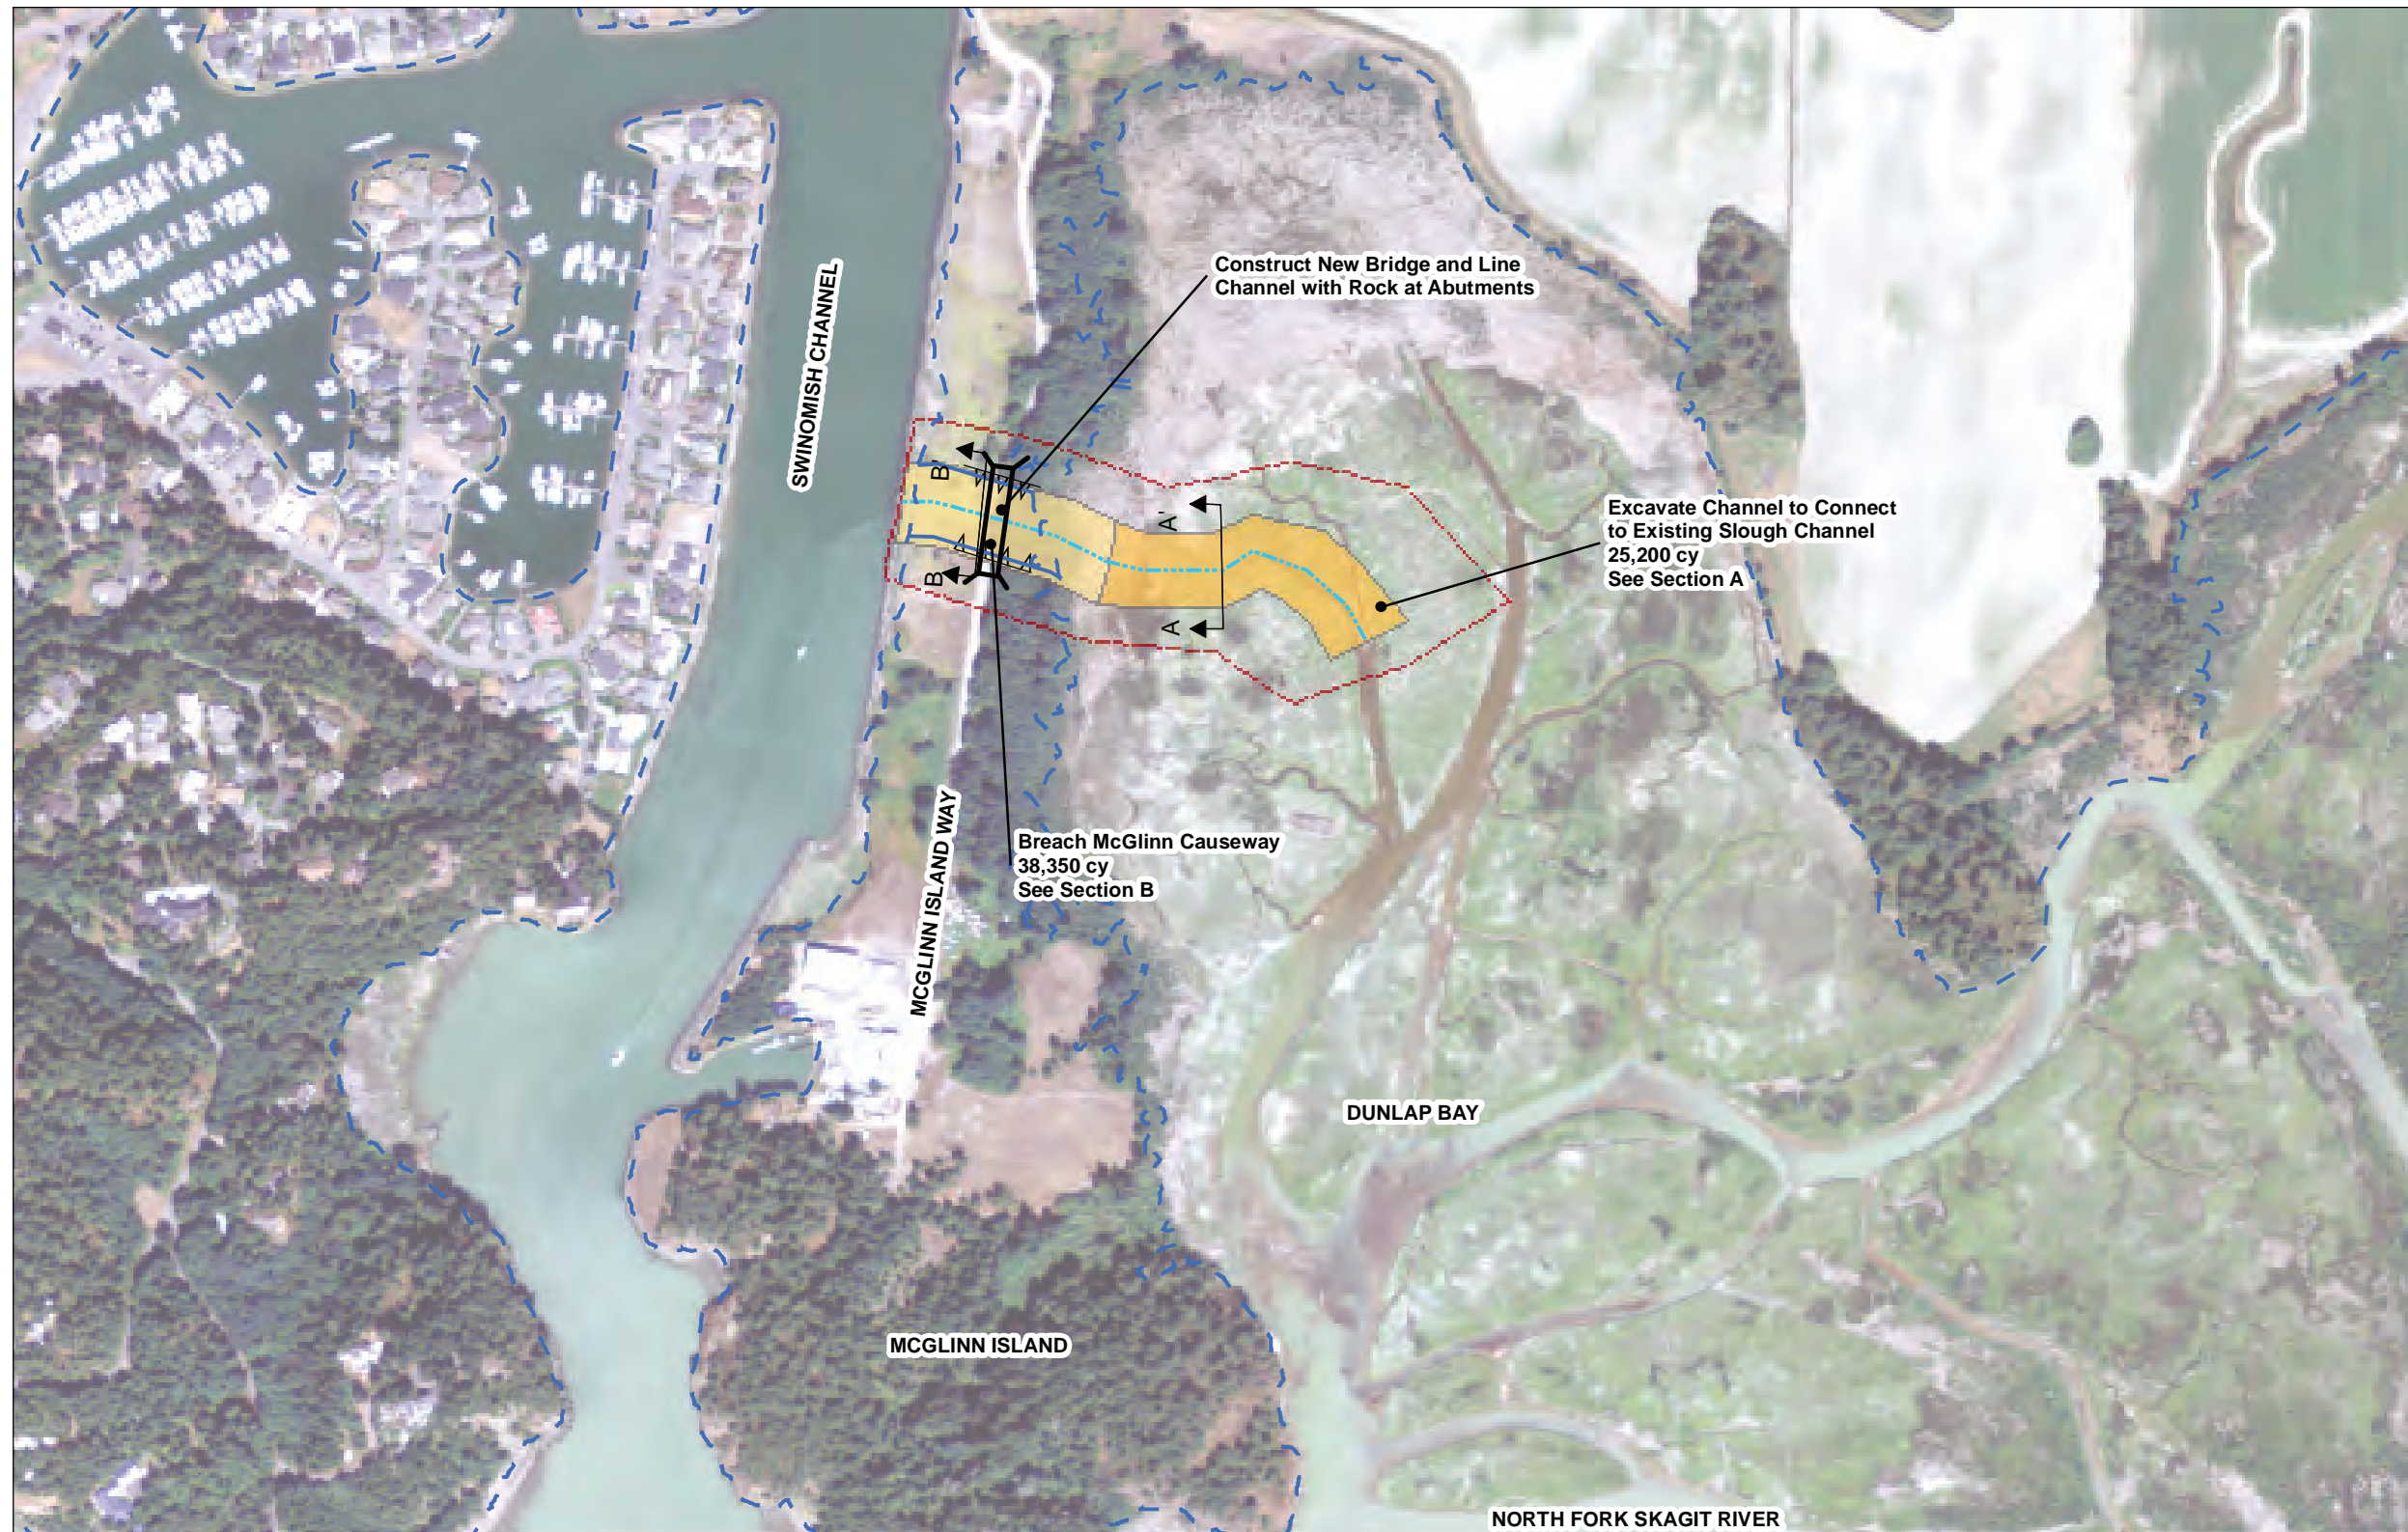 SWINOMISH CHANNEL
Construct New Bridge and Line
Channel with Rock at Abutments
B'
A'
Excavate Channel to Connect
to Existing Slough Channel
25,200 cy
See Section A
B
A
MCGLINN ISLAND WAY
Breach McGlinn Causeway
38,350 cy
See Section B
DUNLAP BAY
MCGLINN ISLAND
NORTH FORK SKAGIT RIVER